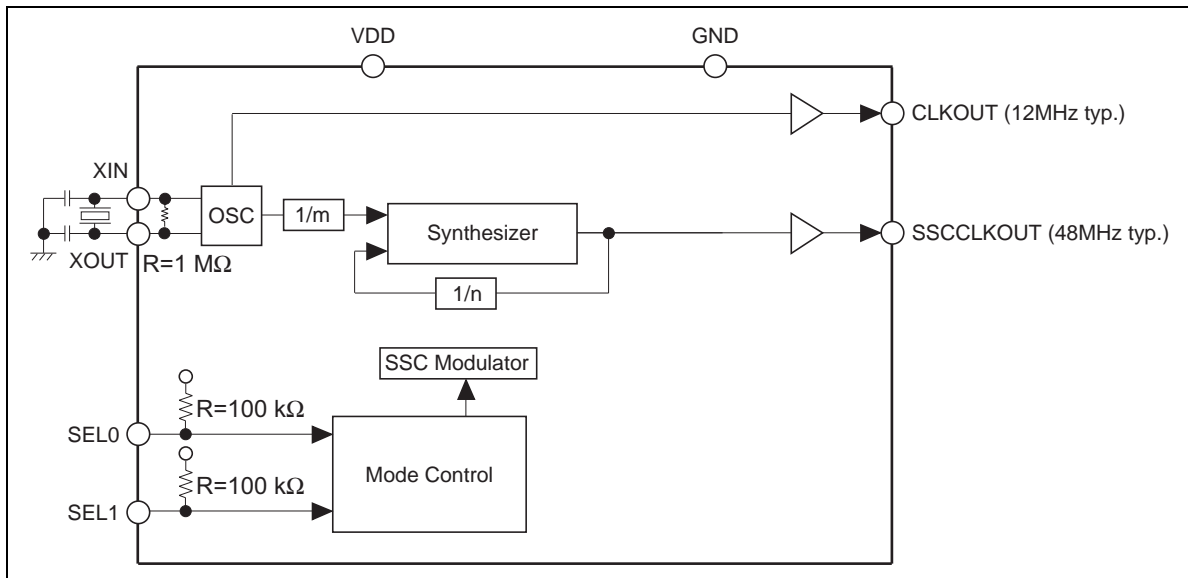 VDD
GND
CLKOUT (12MHz typ.)
XIN
OSC
1/m
Synthesizer
SSCCLKOUT (48MHz typ.)
XOUT
R=1 MΩ
1/n
SSC Modulator
R=100 kΩ
SEL0
Mode Control
R=100 kΩ
SEL1